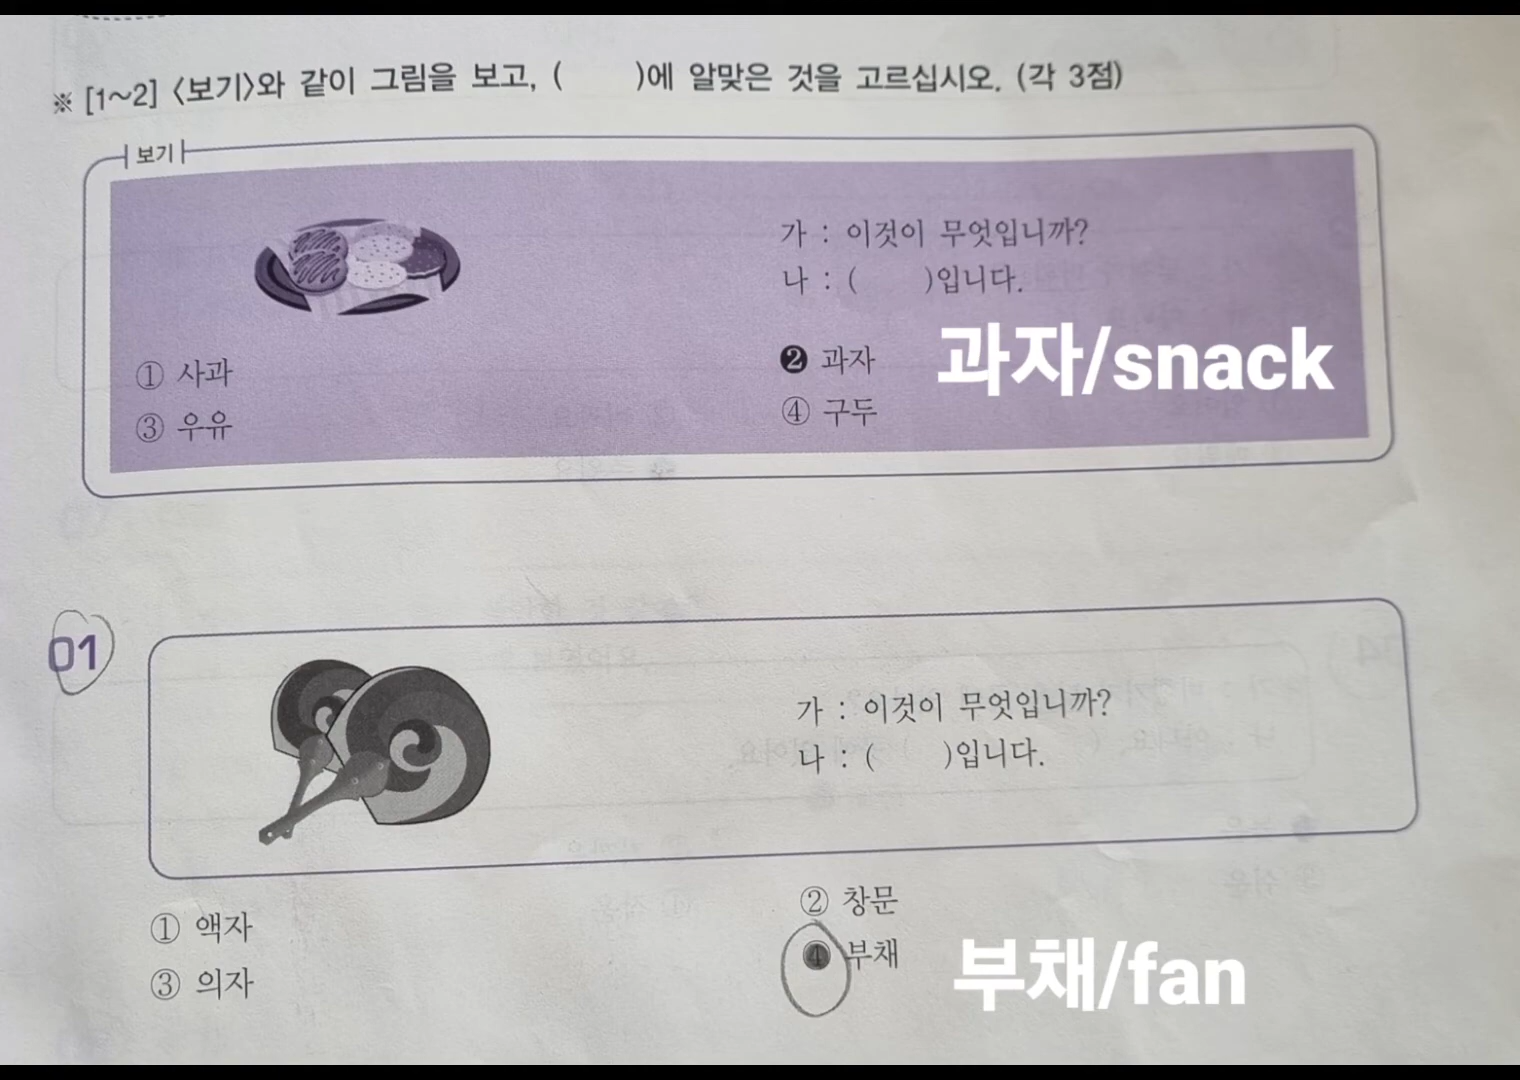 ※ [1~2] 〈보기〉와 같이 그림을 보고, (    )에 알맞은 것을 고르십시오. (각 3점)
보기
가 : 이것이 무엇입니까?
나 : (    )입니다.
① 사과
❷ 과자
과자/snack
③ 우유
④ 구두
01
가 : 이것이 무엇입니까?
나 : (    )입니다.
① 액자
② 창문
③ 의자
④ 부채
부채/fan